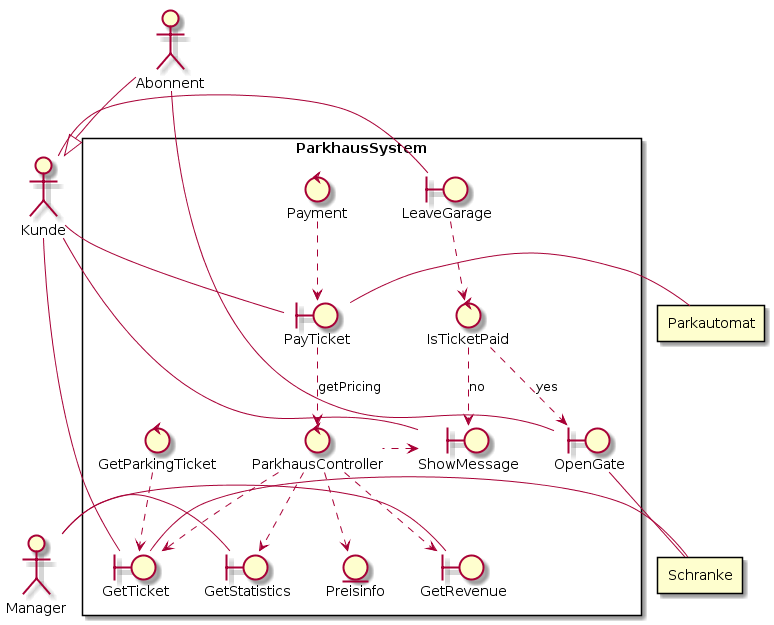 Abonnent
ParkhausSystem
Payment
LeaveGarage
Kunde
PayTicket
IsTicketPaid
Parkautomat
getPricing
no
yes
GetParkingTicket
ParkhausController
ShowMessage
OpenGate
Manager
GetTicket
GetStatistics
Preisinfo
GetRevenue
Schranke